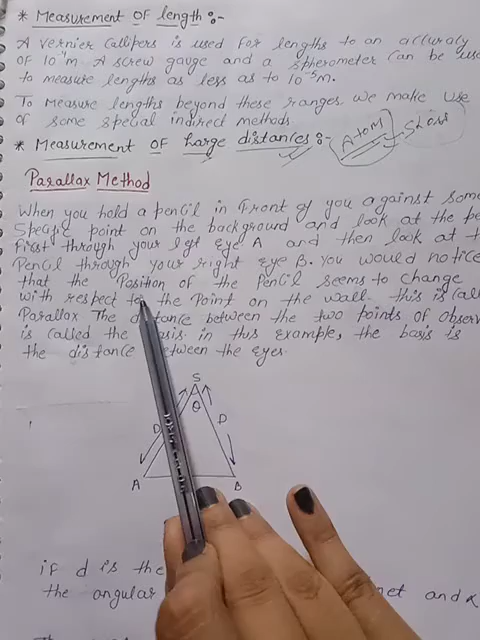 * Measurement of length :-
A Vernier Callipers is used for lengths to an accuracy
of 10⁻⁴m. A screw gauge and a spherometer can be use
to measure lengths as less as to 10⁻⁵m.
To measure lengths beyond these ranges, we make use
of some special indirect methods
* Measurement of Large distances :-
Atom
Parallax Method
When you hold a pencil in front of you against some
Specific point on the background and look at the pe
first through your left Eye A and then look at t
Pencil through your right Eye B. You would notice
that the Position of the Pencil seems to change
with respect to the Point on the wall. this is call
Parallax The distance between the two points of observ
is called the basis in this example, the basis is
the distance between the eyes.
S
θ
D D
A B
if d is the
the angular net and α